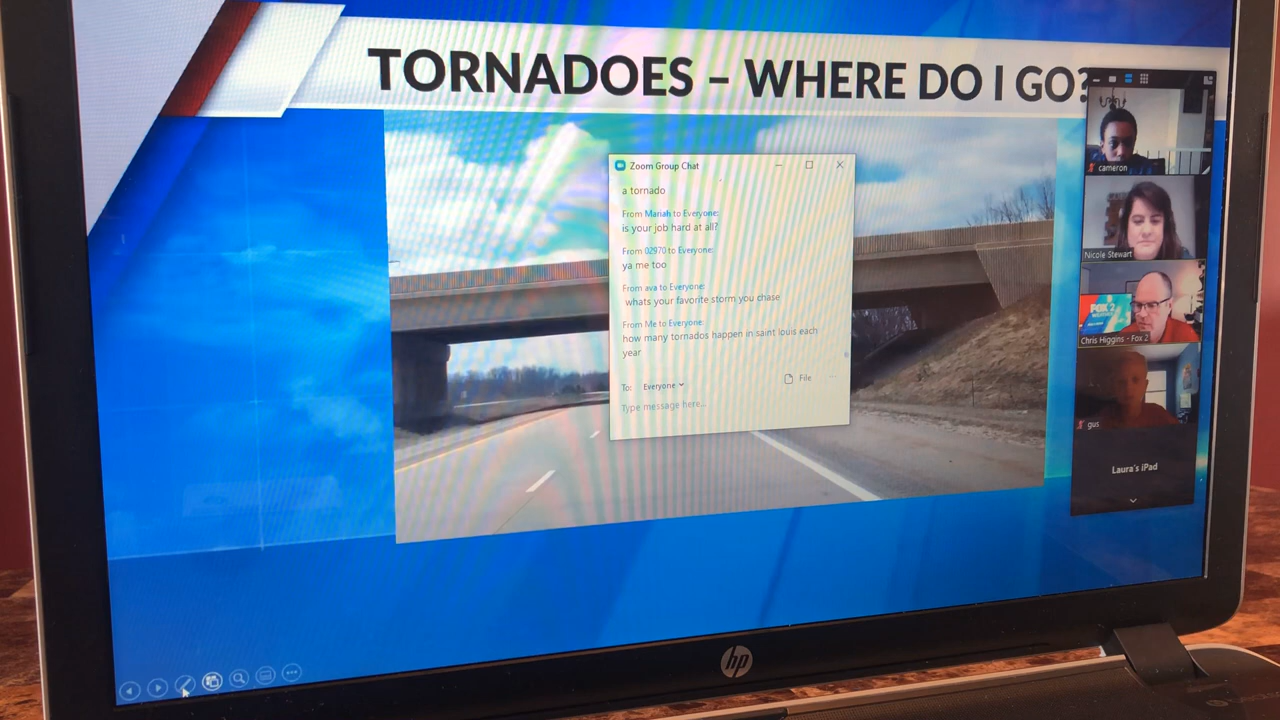 TORNADOES – WHERE DO I GO?
Zoom Group Chat
a tornado
From Mariah to Everyone:
is your job hard at all?
From 02970 to Everyone:
ya me too
From ava to Everyone:
whats your favorite storm you chase
From Me to Everyone:
how many tornados happen in saint louis each
year
To: Everyone
File
Type message here...
cameron
Nicole Stewart
FOX 2
Chris Higgins - Fox 2
gus
Laura's iPad
hp